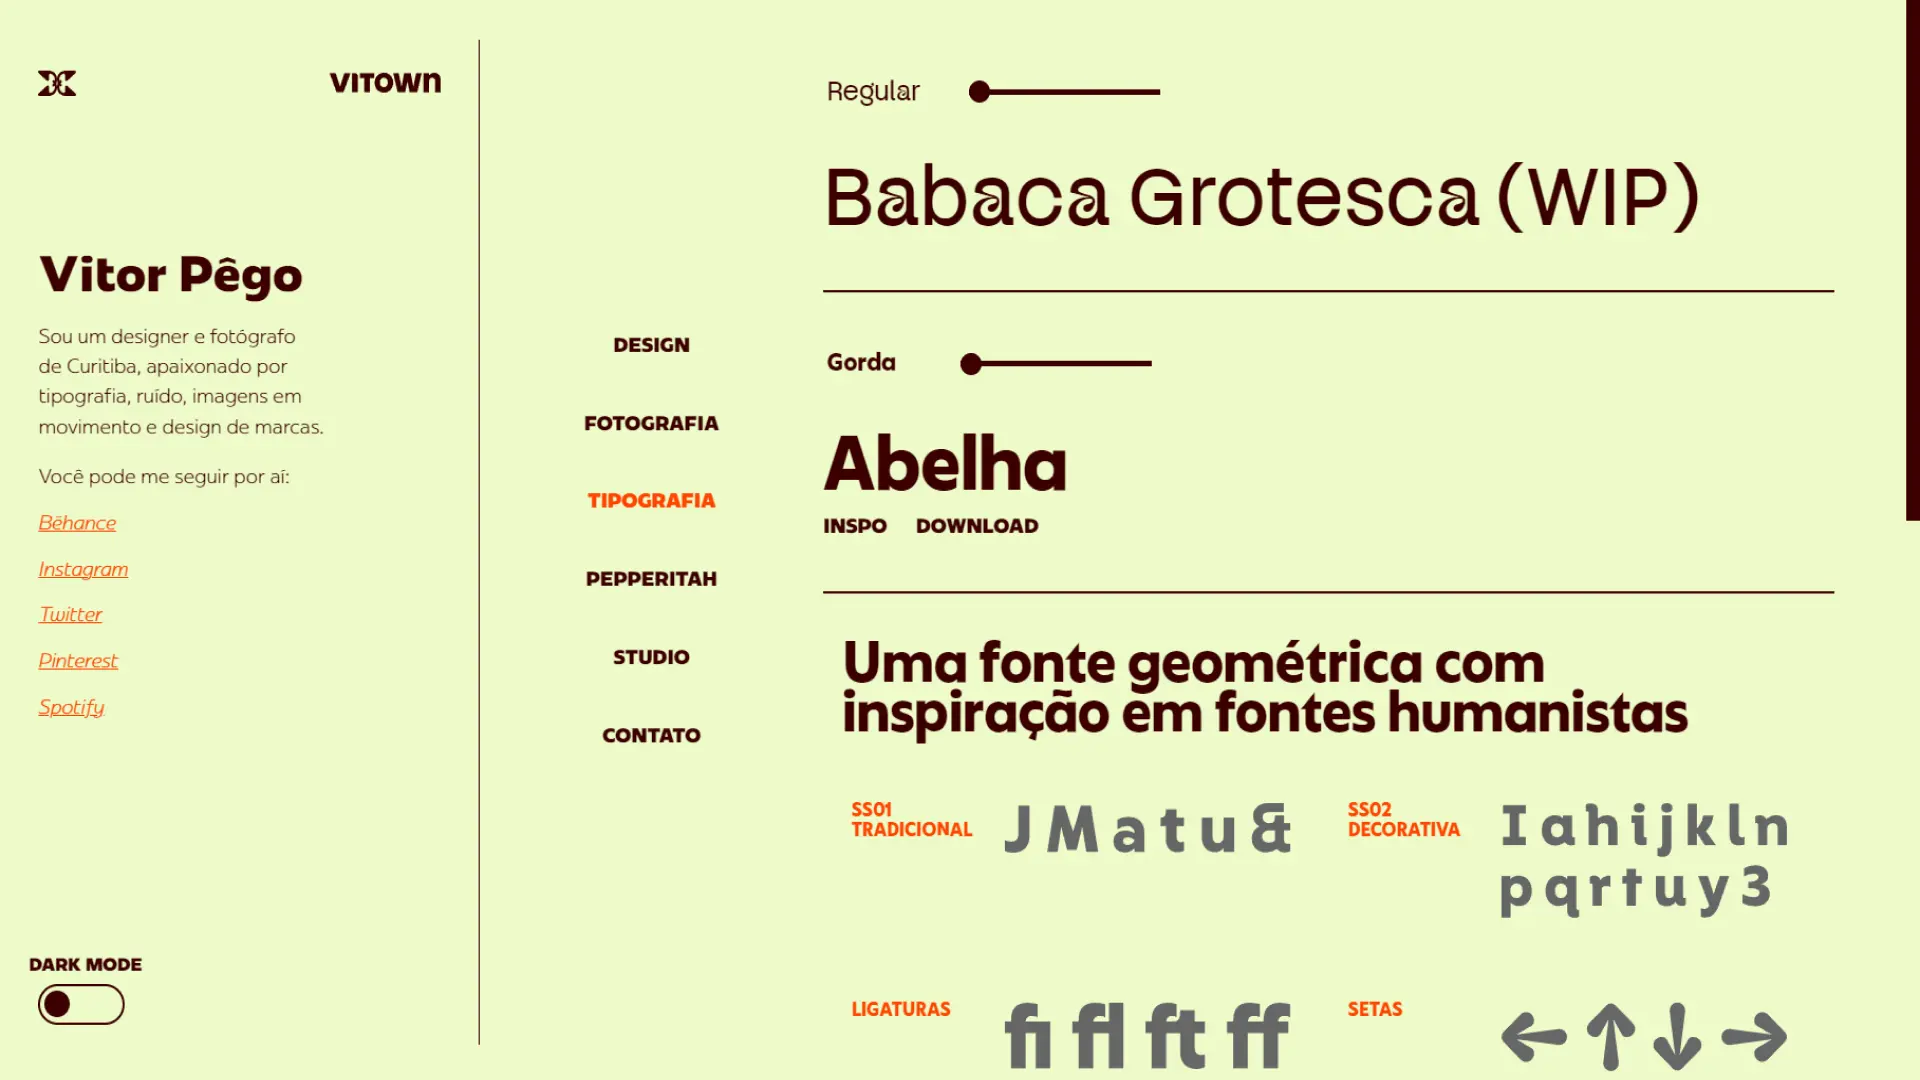 VITOWN
Vitor Pêgo
Sou um designer e fotógrafo
de Curitiba, apaixonado por
tipografia, ruído, imagens em
movimento e design de marcas.
Você pode me seguir por aí:
Bëhance
Instagram
Twitter
Pinterest
Spotify
DARK MODE
DESIGN
FOTOGRAFIA
TIPOGRAFIA
PEPPERITAH
STUDIO
CONTATO
Regular
Babaca Grotesca (WIP)
Gorda
Abelha
INSPO DOWNLOAD
Uma fonte geométrica com
inspiração em fontes humanistas
SS01
TRADICIONAL
J M a t u &
SS02
DECORATIVA
I a h i j k l n
p q r t u y 3
LIGATURAS
fi fl ft ff
SETAS
← ↑ ↓ →